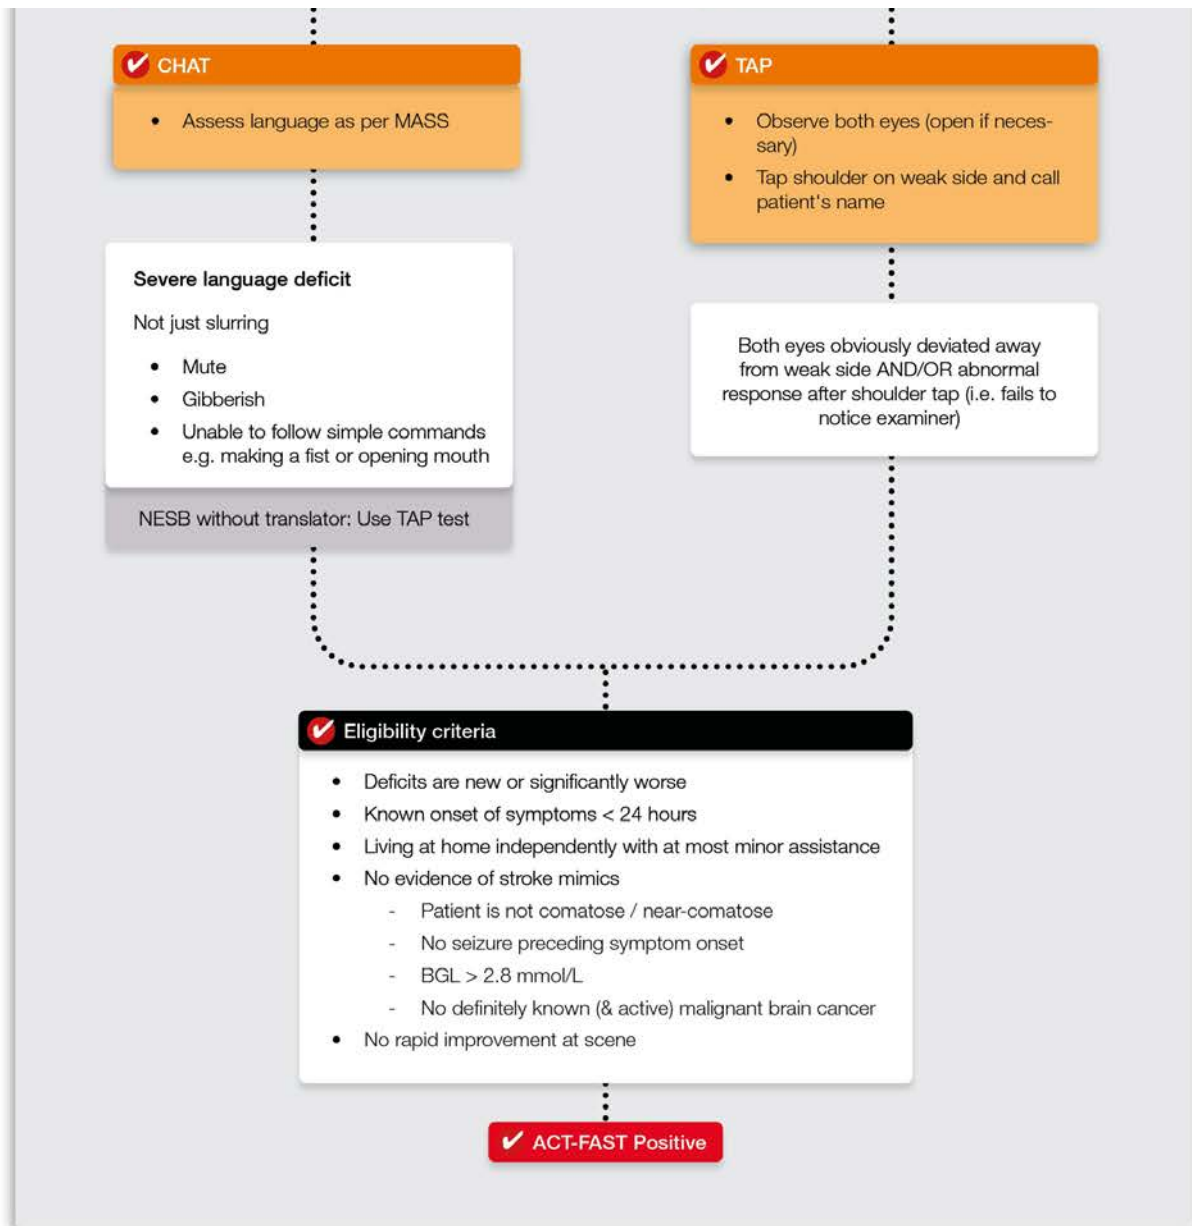 CHAT
• Assess language as per MASS
Severe language deficit
Not just slurring
• Mute
• Gibberish
• Unable to follow simple commands
e.g. making a fist or opening mouth
NESB without translator: Use TAP test
TAP
• Observe both eyes (open if neces-
sary)
• Tap shoulder on weak side and call
patient's name
Both eyes obviously deviated away
from weak side AND/OR abnormal
response after shoulder tap (i.e. fails to
notice examiner)
Eligibility criteria
• Deficits are new or significantly worse
• Known onset of symptoms < 24 hours
• Living at home independently with at most minor assistance
• No evidence of stroke mimics
- Patient is not comatose / near-comatose
- No seizure preceding symptom onset
- BGL > 2.8 mmol/L
- No definitely known (& active) malignant brain cancer
• No rapid improvement at scene
ACT-FAST Positive